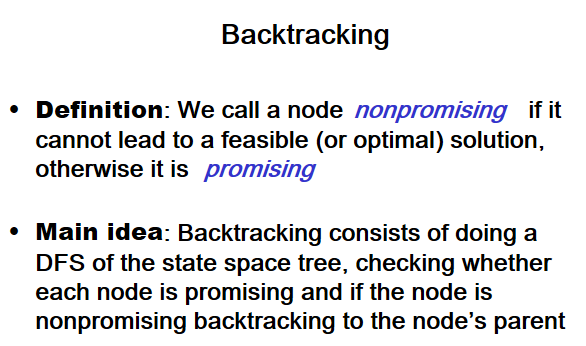 Backtracking
• Definition: We call a node nonpromising if it
cannot lead to a feasible (or optimal) solution,
otherwise it is promising
• Main idea: Backtracking consists of doing a
DFS of the state space tree, checking whether
each node is promising and if the node is
nonpromising backtracking to the node’s parent